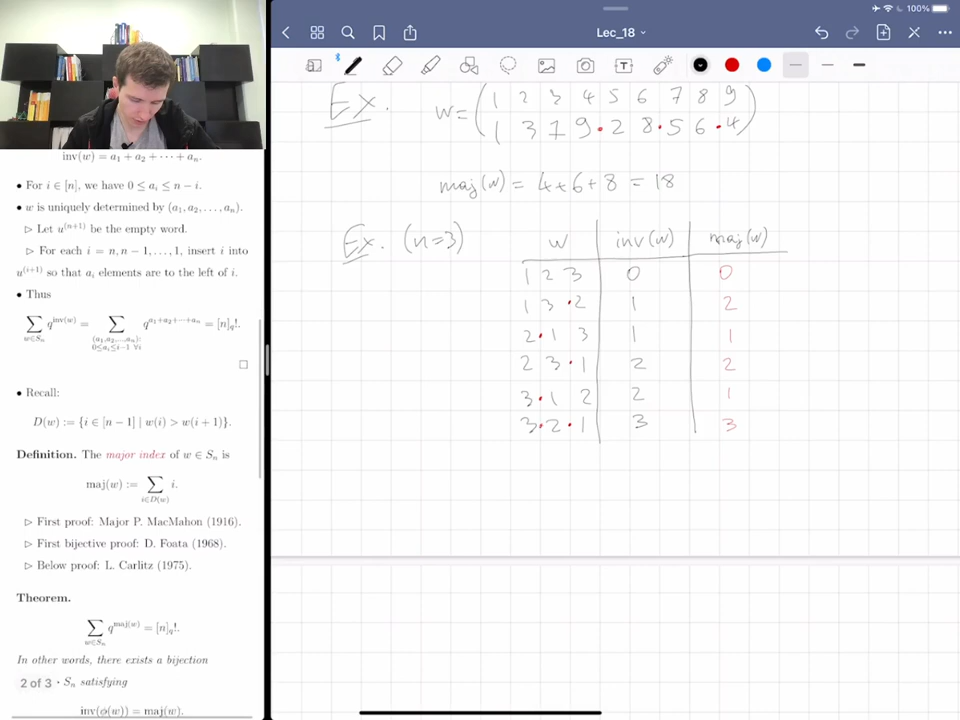 100%
Lec_18
inv(w) = a₁ + a₂ + ··· + aₙ.
• For i ∈ [n], we have 0 ≤ aᵢ ≤ n − i.
• w is uniquely determined by (a₁, a₂, . . . , aₙ).
▷ Let u⁽ⁿ⁺¹⁾ be the empty word.
▷ For each i = n, n − 1, . . . , 1, insert i into
u⁽ⁱ⁺¹⁾ so that aᵢ elements are to the left of i.
• Thus
∑_{w∈Sₙ} q^{inv(w)} = ∑_{(a₁,a₂,...,aₙ): 0≤aᵢ≤i−1 ∀i} q^{a₁+a₂+···+aₙ} = [n]_q!.
□
• Recall:
D(w) := {i ∈ [n − 1] | w(i) > w(i + 1)}.
Definition. The major index of w ∈ Sₙ is
maj(w) := ∑_{i∈D(w)} i.
▷ First proof: Major P. MacMahon (1916).
▷ First bijective proof: D. Foata (1968).
▷ Below proof: L. Carlitz (1975).
Theorem.
∑_{w∈Sₙ} q^{maj(w)} = [n]_q!.
In other words, there exists a bijection
2 of 3 · Sₙ satisfying
inv(ϕ(w)) = maj(w).
Ex. w = ( 1 2 3 4 5 6 7 8 9
1 3 7 9 · 2 8 · 5 6 · 4 )
maj(w) = 4+6+8 = 18
Ex. (n=3) w inv(w) maj(w)
1 2 3 0 0
1 3 · 2 1 2
2 · 1 3 1 1
2 3 · 1 2 2
3 · 1 2 2 1
3 · 2 · 1 3 3